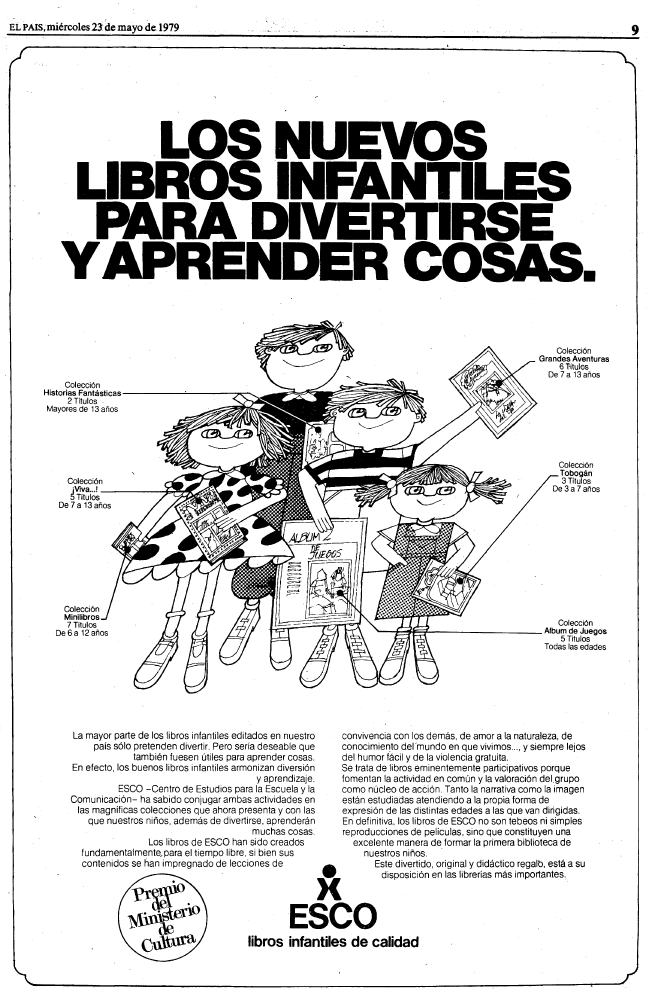 EL PAIS, miércoles 23 de mayo de 1979
9
LOS NUEVOS
LIBROS INFANTILES
PARA DIVERTIRSE
Y APRENDER COSAS.
Colección
Historias Fantásticas
2 Títulos
Mayores de 13 años
Colección
¡Viva...!
5 Títulos
De 7 a 13 años
Colección
Minilibros
7 Títulos
De 6 a 12 años
Colección
Grandes Aventuras
6 Títulos
De 7 a 13 años
Colección
Tobogán
3 Títulos
De 3 a 7 años
Colección
Album de Juegos
5 Títulos
Todas las edades
ALBUM 2
DE
JUEGOS
La mayor parte de los libros infantiles editados en nuestro
país sólo pretenden divertir. Pero sería deseable que
también fuesen útiles para aprender cosas.
En efecto, los buenos libros infantiles armonizan diversión
y aprendizaje.
ESCO –Centro de Estudios para la Escuela y la
Comunicación– ha sabido conjugar ambas actividades en
las magníficas colecciones que ahora presenta y con las
que nuestros niños, además de divertirse, aprenderán
muchas cosas.
Los libros de ESCO han sido creados
fundamentalmente, para el tiempo libre, si bien sus
contenidos se han impregnado de lecciones de
convivencia con los demás, de amor a la naturaleza, de
conocimiento del mundo en que vivimos..., y siempre lejos
del humor fácil y de la violencia gratuita.
Se trata de libros eminentemente participativos porque
fomentan la actividad en común y la valoración del grupo
como núcleo de acción. Tanto la narrativa como la imagen
están estudiadas atendiendo a la propia forma de
expresión de las distintas edades a las que van dirigidas.
En definitiva, los libros de ESCO no son tebeos ni simples
reproducciones de películas, sino que constituyen una
excelente manera de formar la primera biblioteca de
nuestros niños.
Este divertido, original y didáctico regalo, está a su
disposición en las librerías más importantes.
Premio
del
Ministerio
de
Cultura
ESCO
libros infantiles de calidad